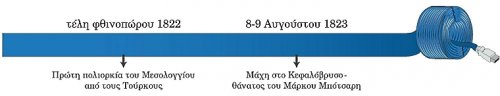 τέλη φθινοπώρου 1822
8-9 Αυγούστου 1823
Πρώτη πολιορκία του Μεσολογγίου
από τους Τούρκους
Μάχη στο Κεφαλόβρυσο-
θάνατος του Μάρκου Μπότσαρη